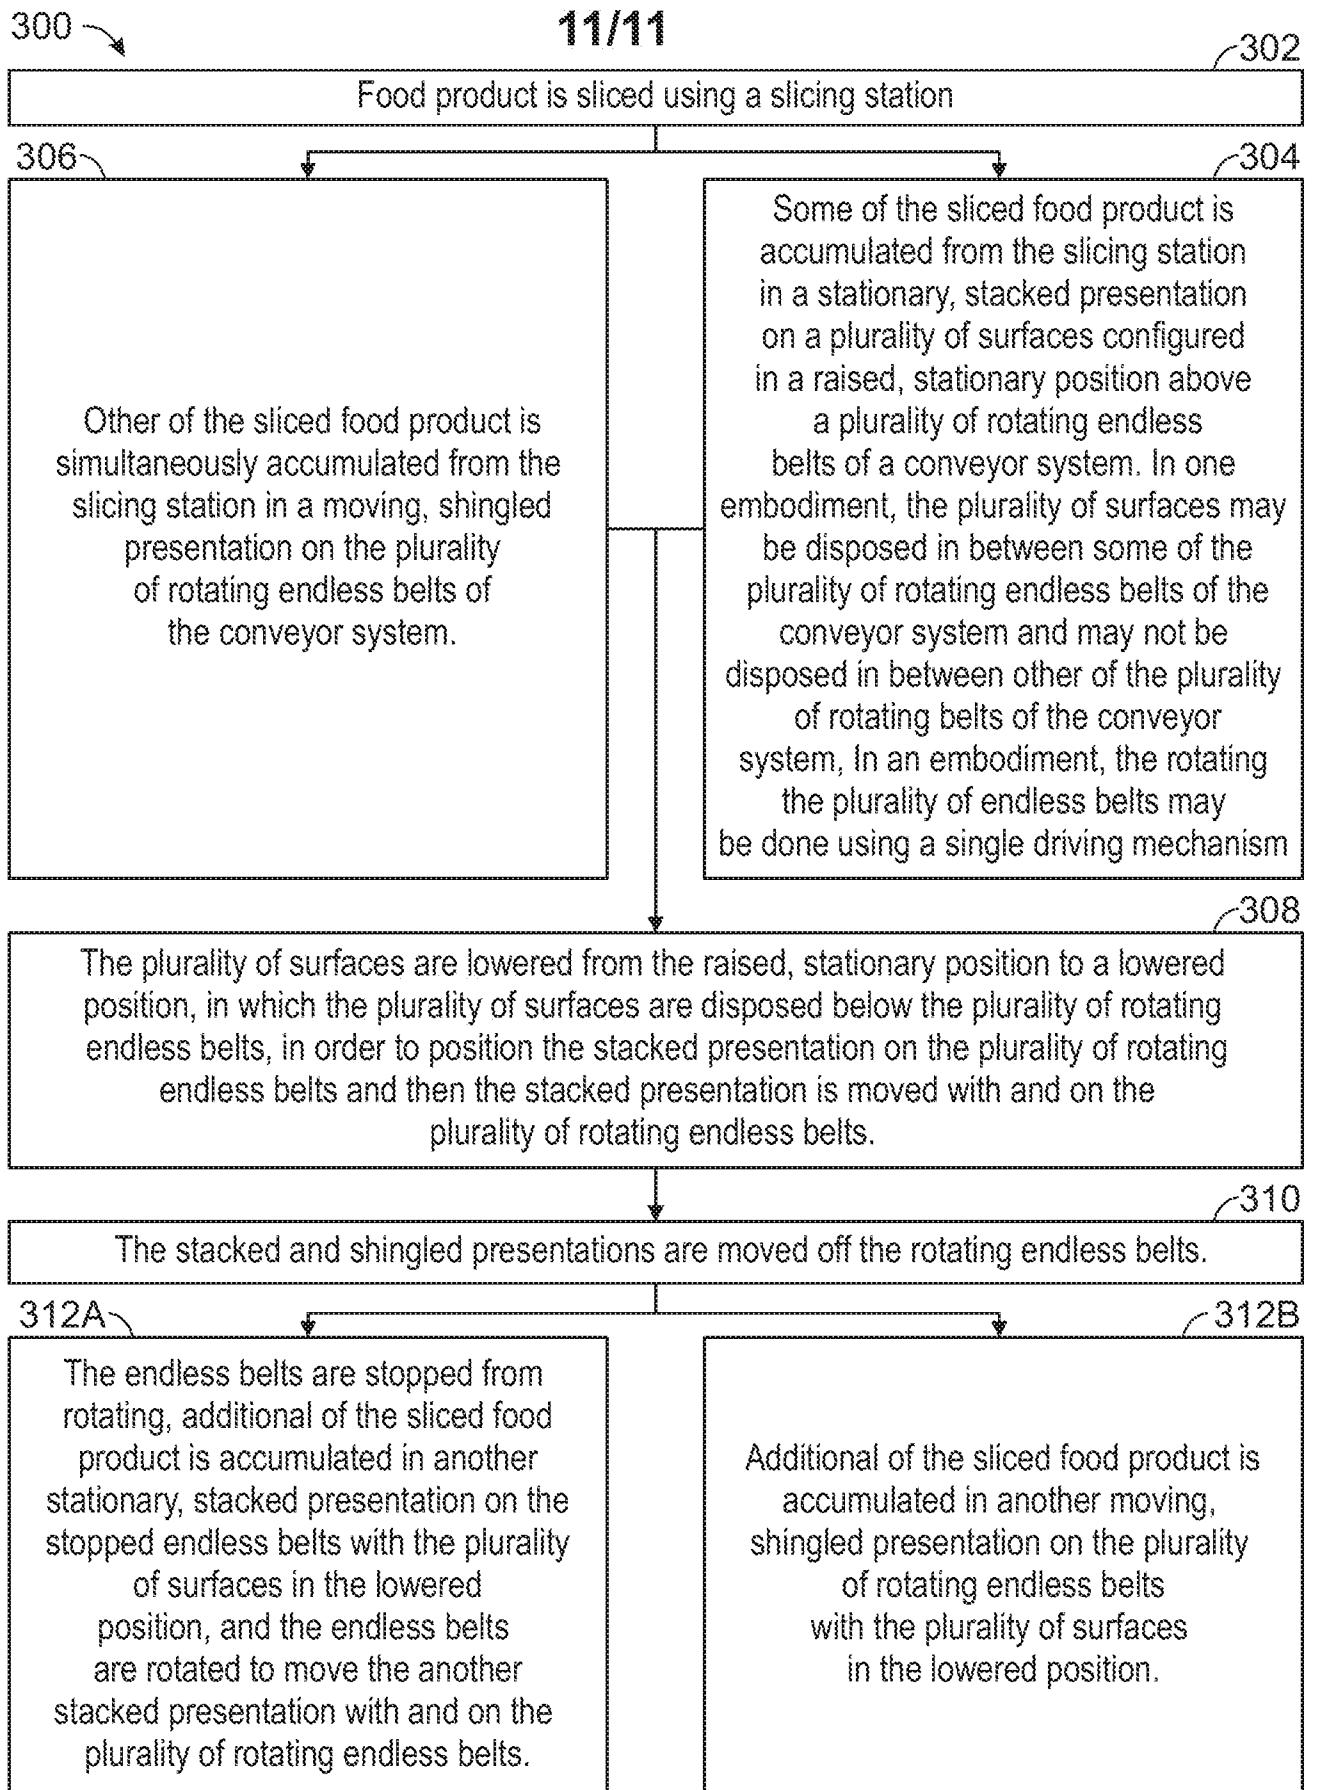 300
11/11
302
Food product is sliced using a slicing station
306
Other of the sliced food product is
simultaneously accumulated from the
slicing station in a moving, shingled
presentation on the plurality
of rotating endless belts of
the conveyor system.
304
Some of the sliced food product is
accumulated from the slicing station
in a stationary, stacked presentation
on a plurality of surfaces configured
in a raised, stationary position above
a plurality of rotating endless
belts of a conveyor system. In one
embodiment, the plurality of surfaces may
be disposed in between some of the
plurality of rotating endless belts of the
conveyor system and may not be
disposed in between other of the plurality
of rotating belts of the conveyor
system, In an embodiment, the rotating
the plurality of endless belts may
be done using a single driving mechanism
308
The plurality of surfaces are lowered from the raised, stationary position to a lowered
position, in which the plurality of surfaces are disposed below the plurality of rotating
endless belts, in order to position the stacked presentation on the plurality of rotating
endless belts and then the stacked presentation is moved with and on the
plurality of rotating endless belts.
310
The stacked and shingled presentations are moved off the rotating endless belts.
312A
The endless belts are stopped from
rotating, additional of the sliced food
product is accumulated in another
stationary, stacked presentation on the
stopped endless belts with the plurality
of surfaces in the lowered
position, and the endless belts
are rotated to move the another
stacked presentation with and on the
plurality of rotating endless belts.
312B
Additional of the sliced food product is
accumulated in another moving,
shingled presentation on the plurality
of rotating endless belts
with the plurality of surfaces
in the lowered position.